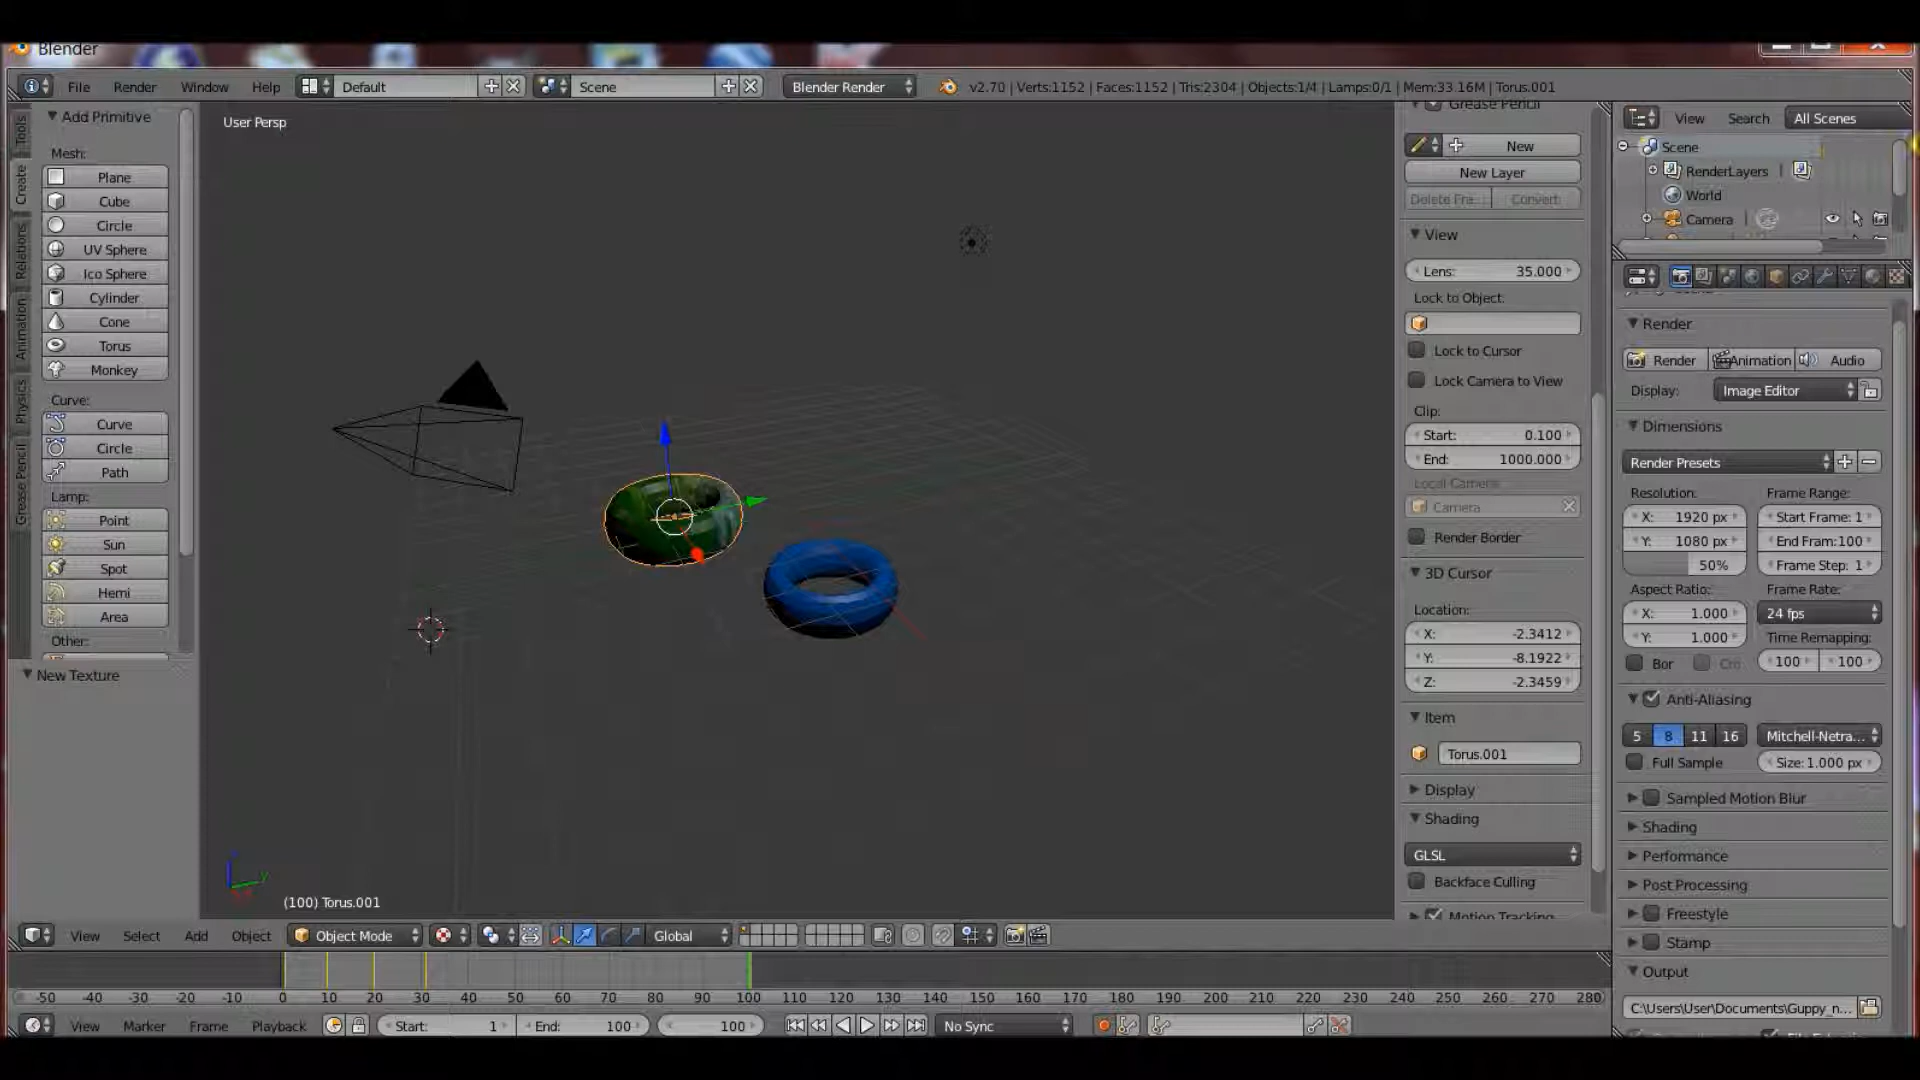 Blender
File Render Window Help Default Scene Blender Render v2.70 | Verts:1152 | Faces:1152 | Tris:2304 | Objects:1/4 | Lamps:0/1 | Mem:33.16M | Torus.001
Tools
Create
Relations
Animation
Physics
Grease Pencil
Add Primitive
Mesh:
Plane
Cube
Circle
UV Sphere
Ico Sphere
Cylinder
Cone
Torus
Monkey
Curve:
Curve
Circle
Path
Lamp:
Point
Sun
Spot
Hemi
Area
Other:
New Texture
User Persp
(100) Torus.001
Grease Pencil
New
New Layer
Delete Fra... Convert
View
Lens: 35.000
Lock to Object:
Lock to Cursor
Lock Camera to View
Clip:
Start: 0.100
End: 1000.000
Local Camera:
Camera
Render Border
3D Cursor
Location:
X: -2.3412
Y: -8.1922
Z: -2.3459
Item
Torus.001
Display
Shading
GLSL
Backface Culling
Motion Tracking
View Search All Scenes
Scene
RenderLayers |
World
Camera |
Render
Render Animation Audio
Display: Image Editor
Dimensions
Render Presets
Resolution: Frame Range:
X: 1920 px Start Frame: 1
Y: 1080 px End Fram:100
50% Frame Step: 1
Aspect Ratio: Frame Rate:
X: 1.000 24 fps
Y: 1.000 Time Remapping:
Bor Cro 100 100
Anti-Aliasing
5 8 11 16 Mitchell-Netra...
Full Sample Size: 1.000 px
Sampled Motion Blur
Shading
Performance
Post Processing
Freestyle
Stamp
Output
C:\Users\User\Documents\Guppy_n...
View Select Add Object Object Mode Global
-50 -40 -30 -20 -10 0 10 20 30 40 50 60 70 80 90 100 110 120 130 140 150 160 170 180 190 200 210 220 230 240 250 260 270 280
View Marker Frame Playback Start: 1 End: 100 100 No Sync